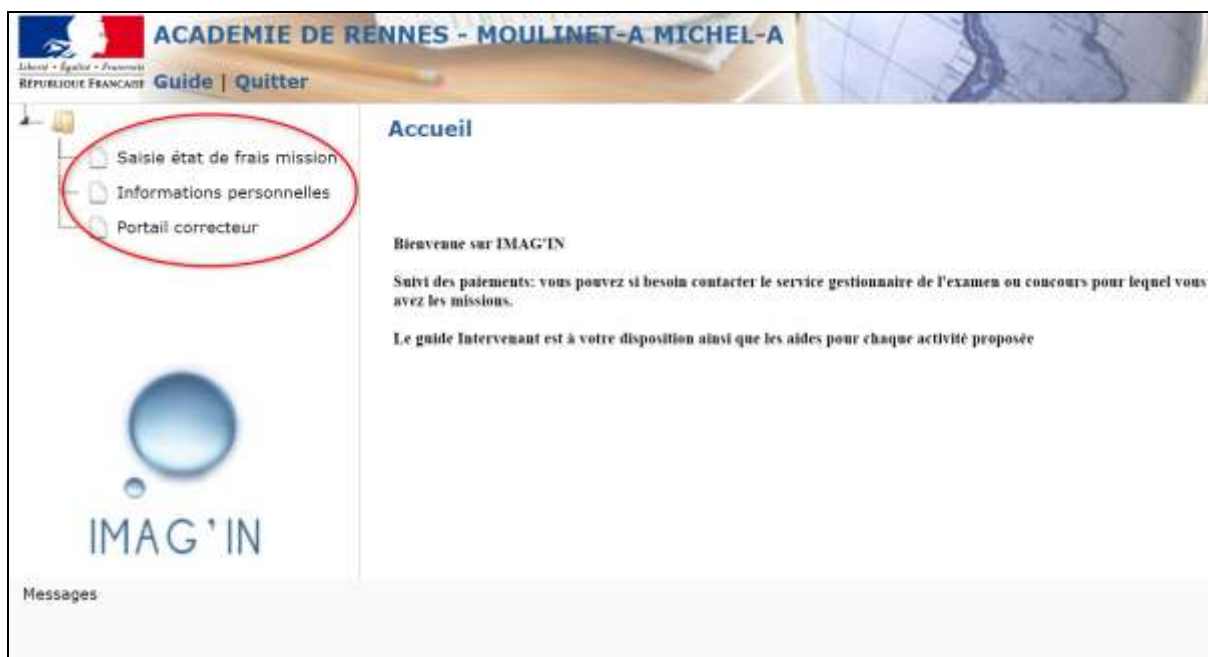 ACADEMIE DE RENNES - MOULINET-A MICHEL-A
Liberté • Égalité • Fraternité
RÉPUBLIQUE FRANÇAISE
Guide | Quitter
Saisie état de frais mission
Informations personnelles
Portail correcteur
Accueil
Bienvenue sur IMAG'IN
Suivi des paiements: vous pouvez si besoin contacter le service gestionnaire de l'examen ou concours pour lequel vous
avez les missions.
Le guide Intervenant est à votre disposition ainsi que les aides pour chaque activité proposée
IMAG'IN
Messages